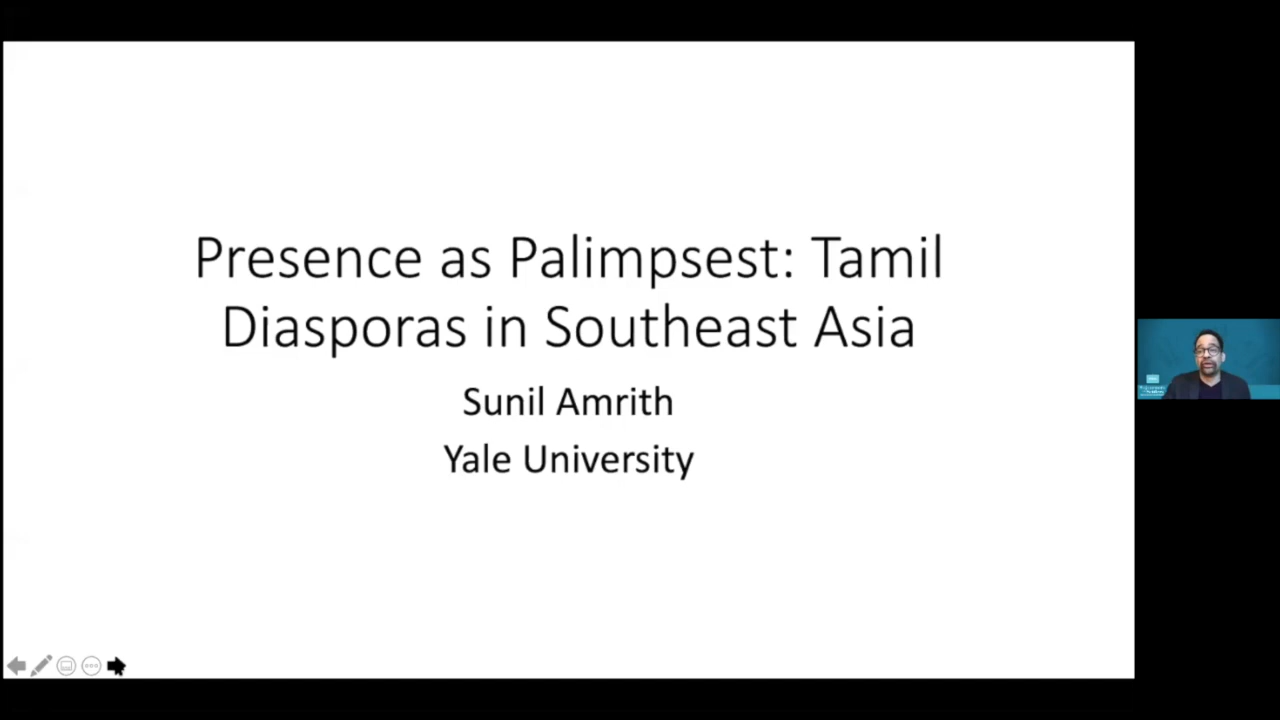 Presence as Palimpsest: Tamil
Diasporas in Southeast Asia
Sunil Amrith
Yale University